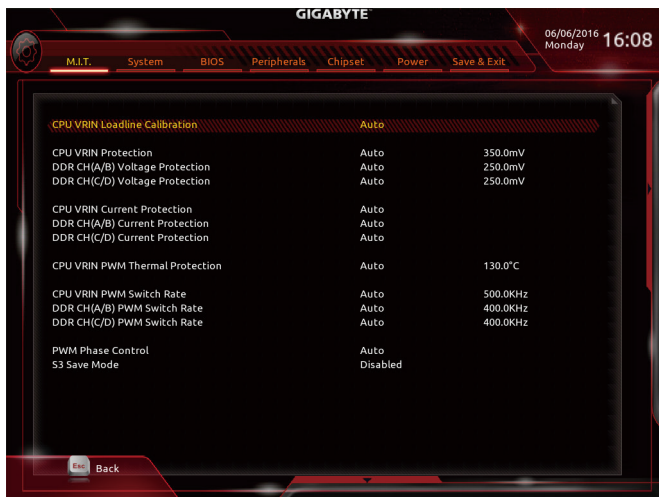 GIGABYTE
06/06/2016 Monday 16:08
M.I.T. System BIOS Peripherals Chipset Power Save & Exit
CPU VRIN Loadline Calibration Auto
CPU VRIN Protection Auto 350.0mV
DDR CH(A/B) Voltage Protection Auto 250.0mV
DDR CH(C/D) Voltage Protection Auto 250.0mV
CPU VRIN Current Protection Auto
DDR CH(A/B) Current Protection Auto
DDR CH(C/D) Current Protection Auto
CPU VRIN PWM Thermal Protection Auto 130.0°C
CPU VRIN PWM Switch Rate Auto 500.0KHz
DDR CH(A/B) PWM Switch Rate Auto 400.0KHz
DDR CH(C/D) PWM Switch Rate Auto 400.0KHz
PWM Phase Control Auto
S3 Save Mode Disabled
Esc Back